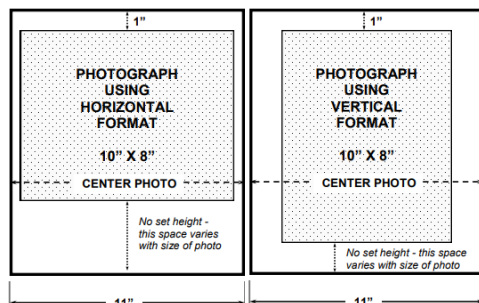 1”
PHOTOGRAPH
USING
HORIZONTAL
FORMAT
10” X 8”
CENTER PHOTO
No set height -
this space varies
with size of photo
11”
1”
PHOTOGRAPH
USING
VERTICAL
FORMAT
10” X 8”
CENTER PHOTO
No set height - this space
varies with size of photo
11”